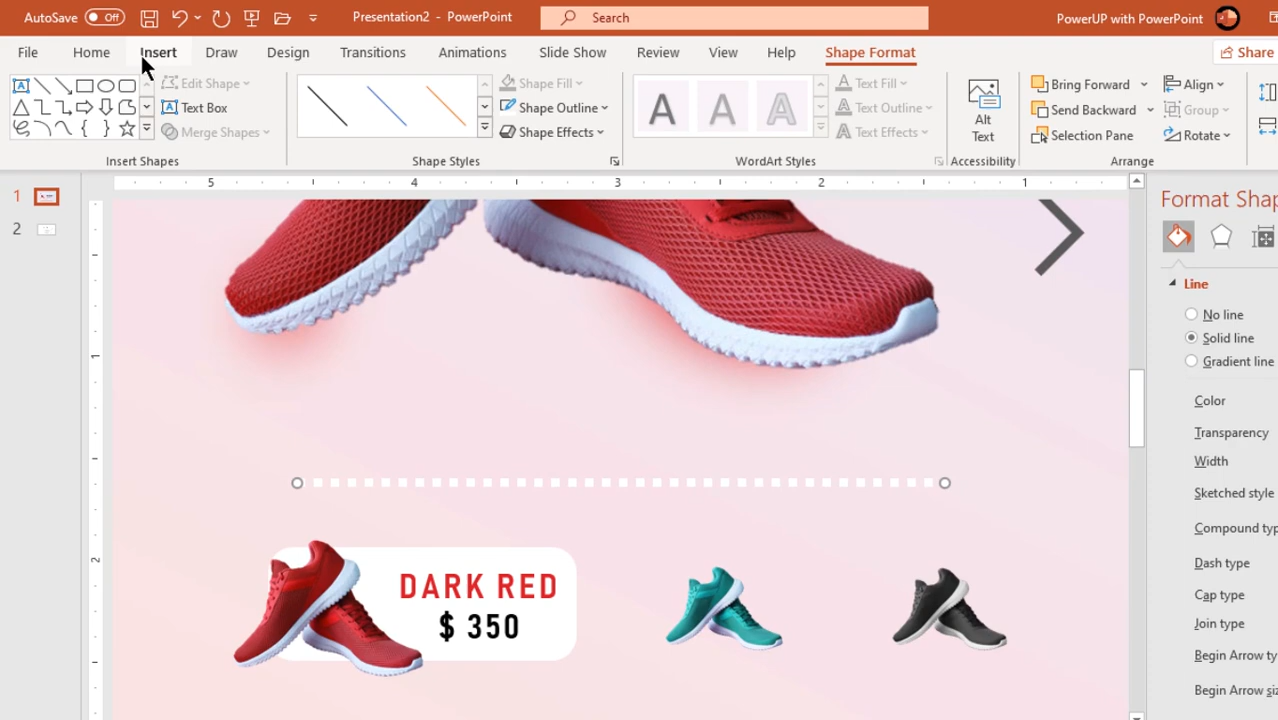 AutoSave Off Presentation2 - PowerPoint Search PowerUP with PowerPoint
File Home Insert Draw Design Transitions Animations Slide Show Review View Help Shape Format Share
Edit Shape Shape Fill Text Fill Bring Forward Align
Text Box Shape Outline Text Outline Alt Text Send Backward Group
Merge Shapes Shape Effects Text Effects Selection Pane Rotate
Insert Shapes Shape Styles WordArt Styles Accessibility Arrange
5 4 3 2 1
1
2
1
2
Format Shap
Line
No line
Solid line
Gradient line
Color
Transparency
Width
Sketched style
Compound typ
Dash type
Cap type
Join type
Begin Arrow ty
Begin Arrow siz
DARK RED
$ 350